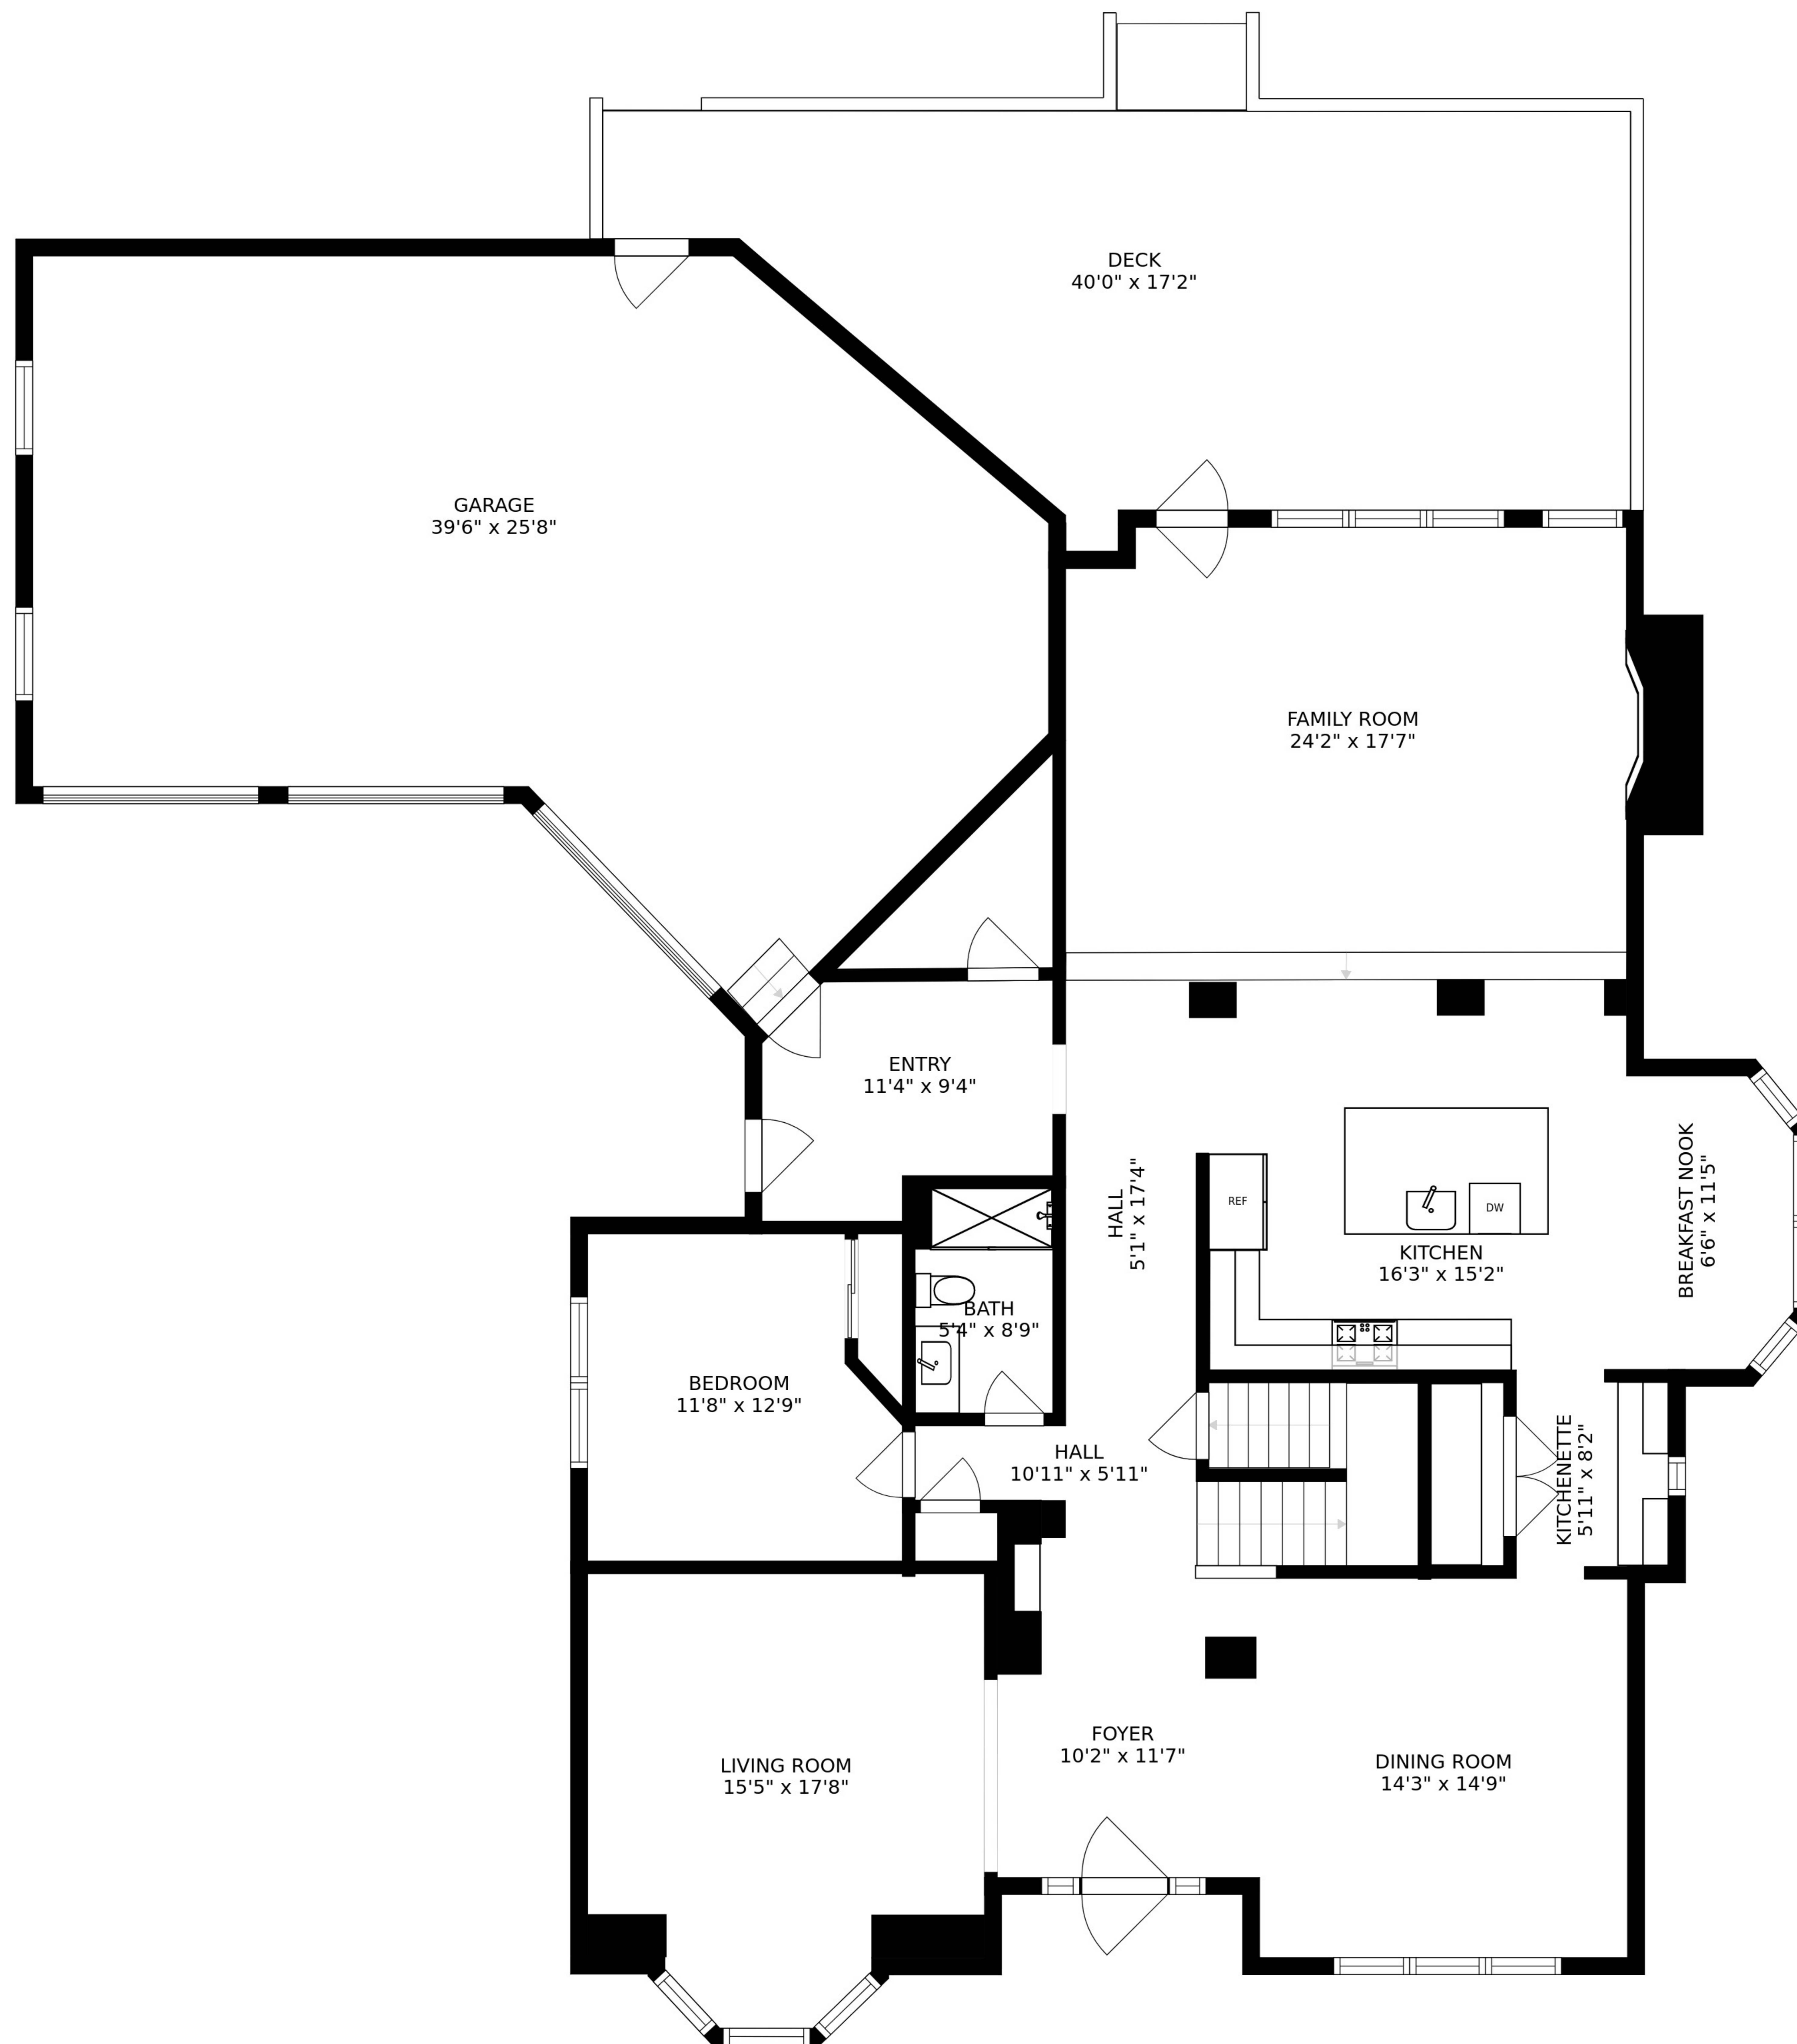 DECK
40'0" x 17'2"
GARAGE
39'6" x 25'8"
FAMILY ROOM
24'2" x 17'7"
ENTRY
11'4" x 9'4"
HALL
5'1" x 17'4"
REF
DW
KITCHEN
16'3" x 15'2"
BREAKFAST NOOK
6'6" x 11'5"
BATH
5'4" x 8'9"
BEDROOM
11'8" x 12'9"
HALL
10'11" x 5'11"
KITCHENETTE
5'11" x 8'2"
FOYER
10'2" x 11'7"
LIVING ROOM
15'5" x 17'8"
DINING ROOM
14'3" x 14'9"